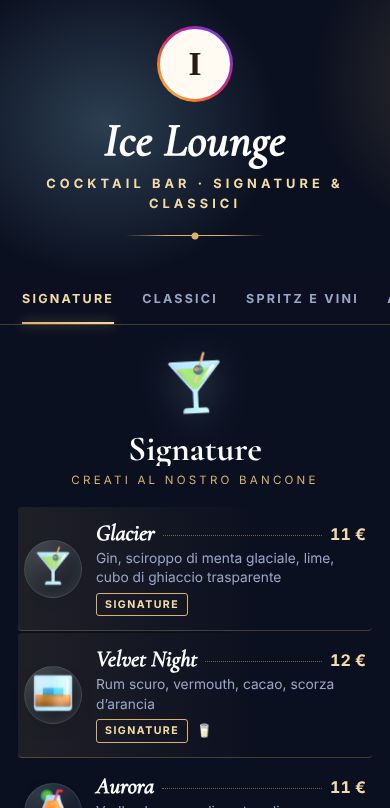 I
Ice Lounge
COCKTAIL BAR · SIGNATURE &
CLASSICI
SIGNATURE CLASSICI SPRITZ E VINI
Signature
CREATI AL NOSTRO BANCONE
Glacier 11 €
Gin, sciroppo di menta glaciale, lime,
cubo di ghiaccio trasparente
SIGNATURE
Velvet Night 12 €
Rum scuro, vermouth, cacao, scorza
d’arancia
SIGNATURE
Aurora 11 €